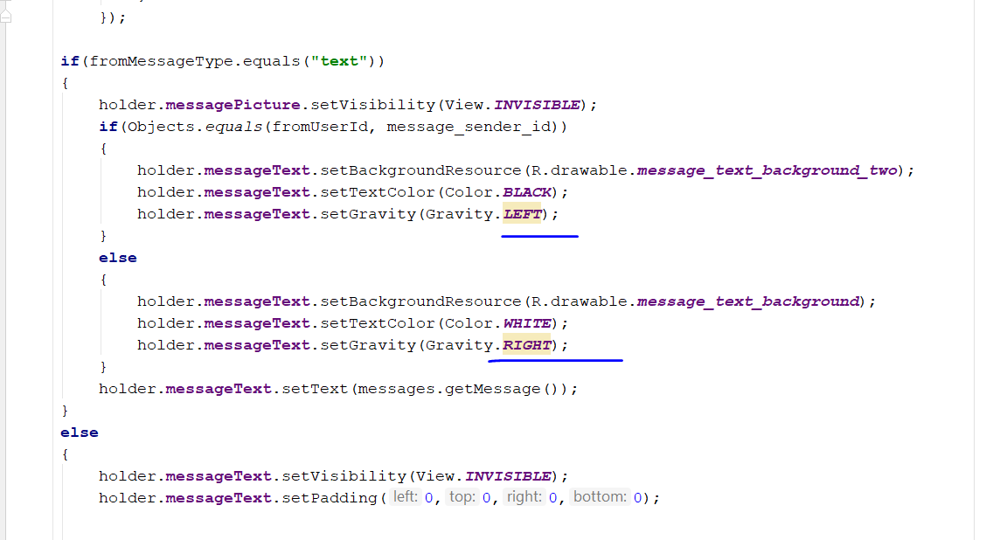 });
if(fromMessageType.equals("text"))
{
holder.messagePicture.setVisibility(View.INVISIBLE);
if(Objects.equals(fromUserId, message_sender_id))
{
holder.messageText.setBackgroundResource(R.drawable.message_text_background_two);
holder.messageText.setTextColor(Color.BLACK);
holder.messageText.setGravity(Gravity.LEFT);
}
else
{
holder.messageText.setBackgroundResource(R.drawable.message_text_background);
holder.messageText.setTextColor(Color.WHITE);
holder.messageText.setGravity(Gravity.RIGHT);
}
holder.messageText.setText(messages.getMessage());
}
else
{
holder.messageText.setVisibility(View.INVISIBLE);
holder.messageText.setPadding( left: 0, top: 0, right: 0, bottom: 0);